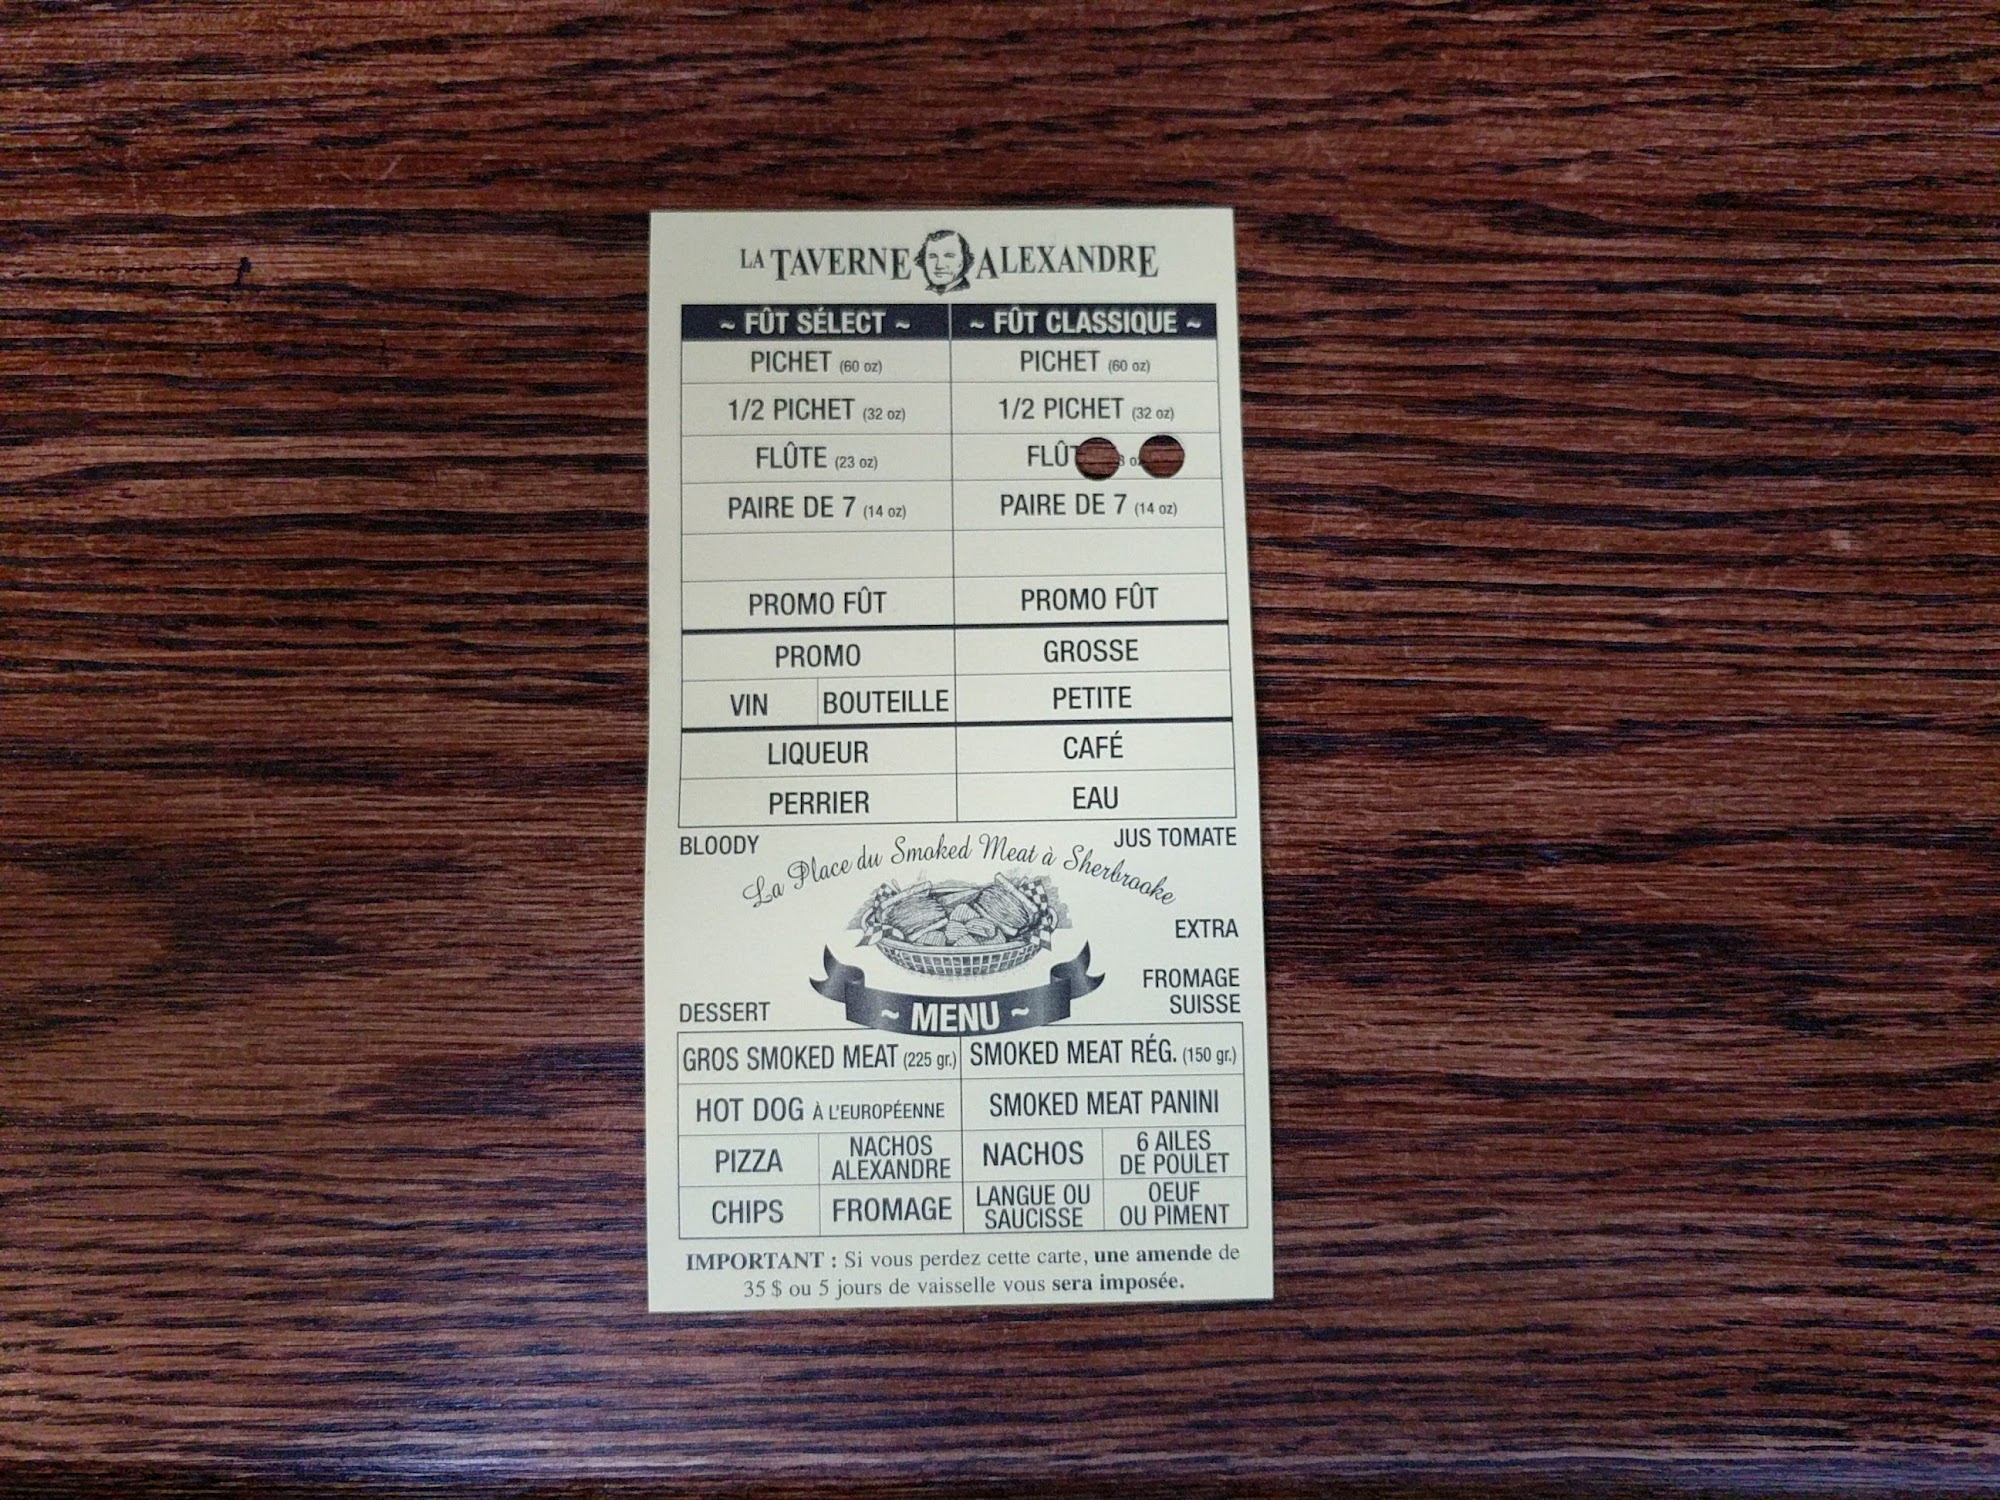 LA TAVERNE ALEXANDRE
~ FÛT SÉLECT ~ ~ FÛT CLASSIQUE ~
PICHET (60 oz) PICHET (60 oz)
1/2 PICHET (32 oz) 1/2 PICHET (32 oz)
FLÛTE (23 oz) FLÛT 3 oz
PAIRE DE 7 (14 oz) PAIRE DE 7 (14 oz)
PROMO FÛT PROMO FÛT
PROMO GROSSE
VIN BOUTEILLE PETITE
LIQUEUR CAFÉ
PERRIER EAU
BLOODY JUS TOMATE
La Place du Smoked Meat à Sherbrooke
EXTRA
FROMAGE
SUISSE
DESSERT
~ MENU ~
GROS SMOKED MEAT (225 gr.) SMOKED MEAT RÉG. (150 gr.)
HOT DOG À L'EUROPÉENNE SMOKED MEAT PANINI
PIZZA NACHOS ALEXANDRE NACHOS 6 AILES DE POULET
CHIPS FROMAGE LANGUE OU SAUCISSE OEUF OU PIMENT
IMPORTANT : Si vous perdez cette carte, une amende de
35 $ ou 5 jours de vaisselle vous sera imposée.